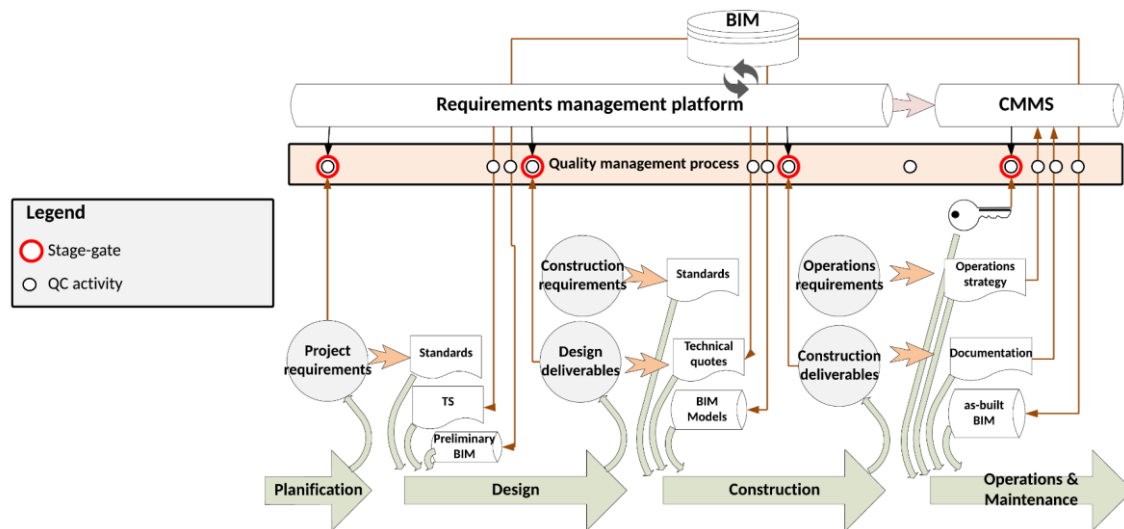 BIM
Requirements management platform
CMMS
Quality management process
Legend
Stage-gate
QC activity
Construction
requirements
Standards
Operations
requirements
Operations
strategy
Project
requirements
Standards
Design
deliverables
Technical
quotes
Construction
deliverables
Documentation
TS
BIM
Models
as-built
BIM
Preliminary
BIM
Planification
Design
Construction
Operations &
Maintenance